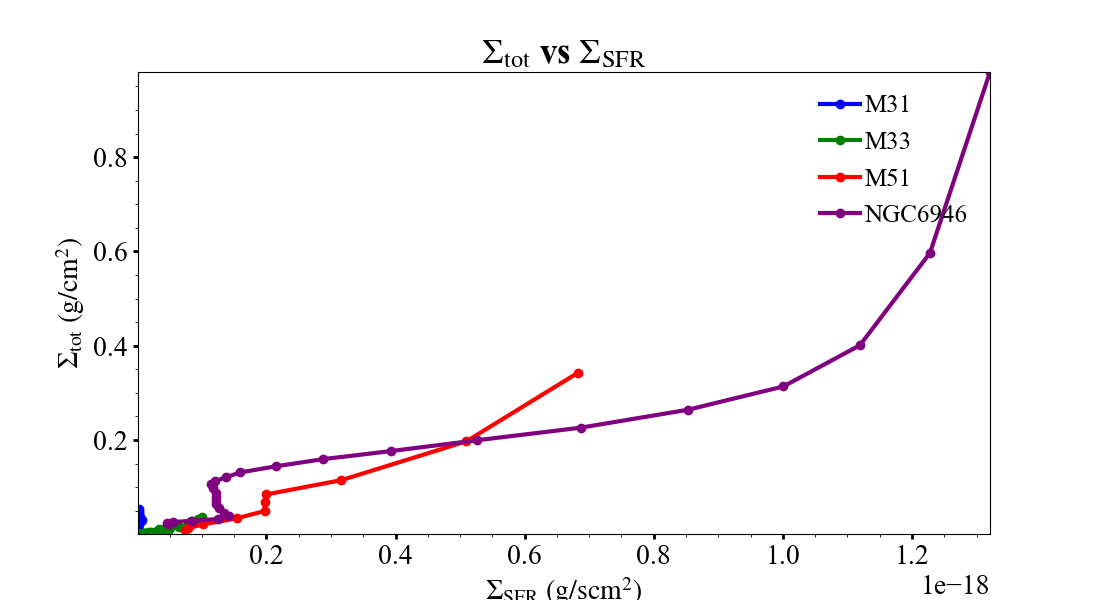 Σtot vs ΣSFR
M31
M33
M51
NGC6946
Σtot (g/cm²)
0.8
0.6
0.4
0.2
0.2 0.4 0.6 0.8 1.0 1.2
1e−18
ΣSFR (g/scm²)